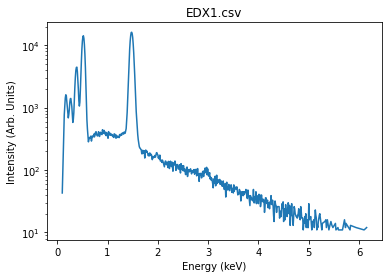 EDX1.csv
10⁴
10³
10²
10¹
Intensity (Arb. Units)
0 1 2 3 4 5 6
Energy (keV)